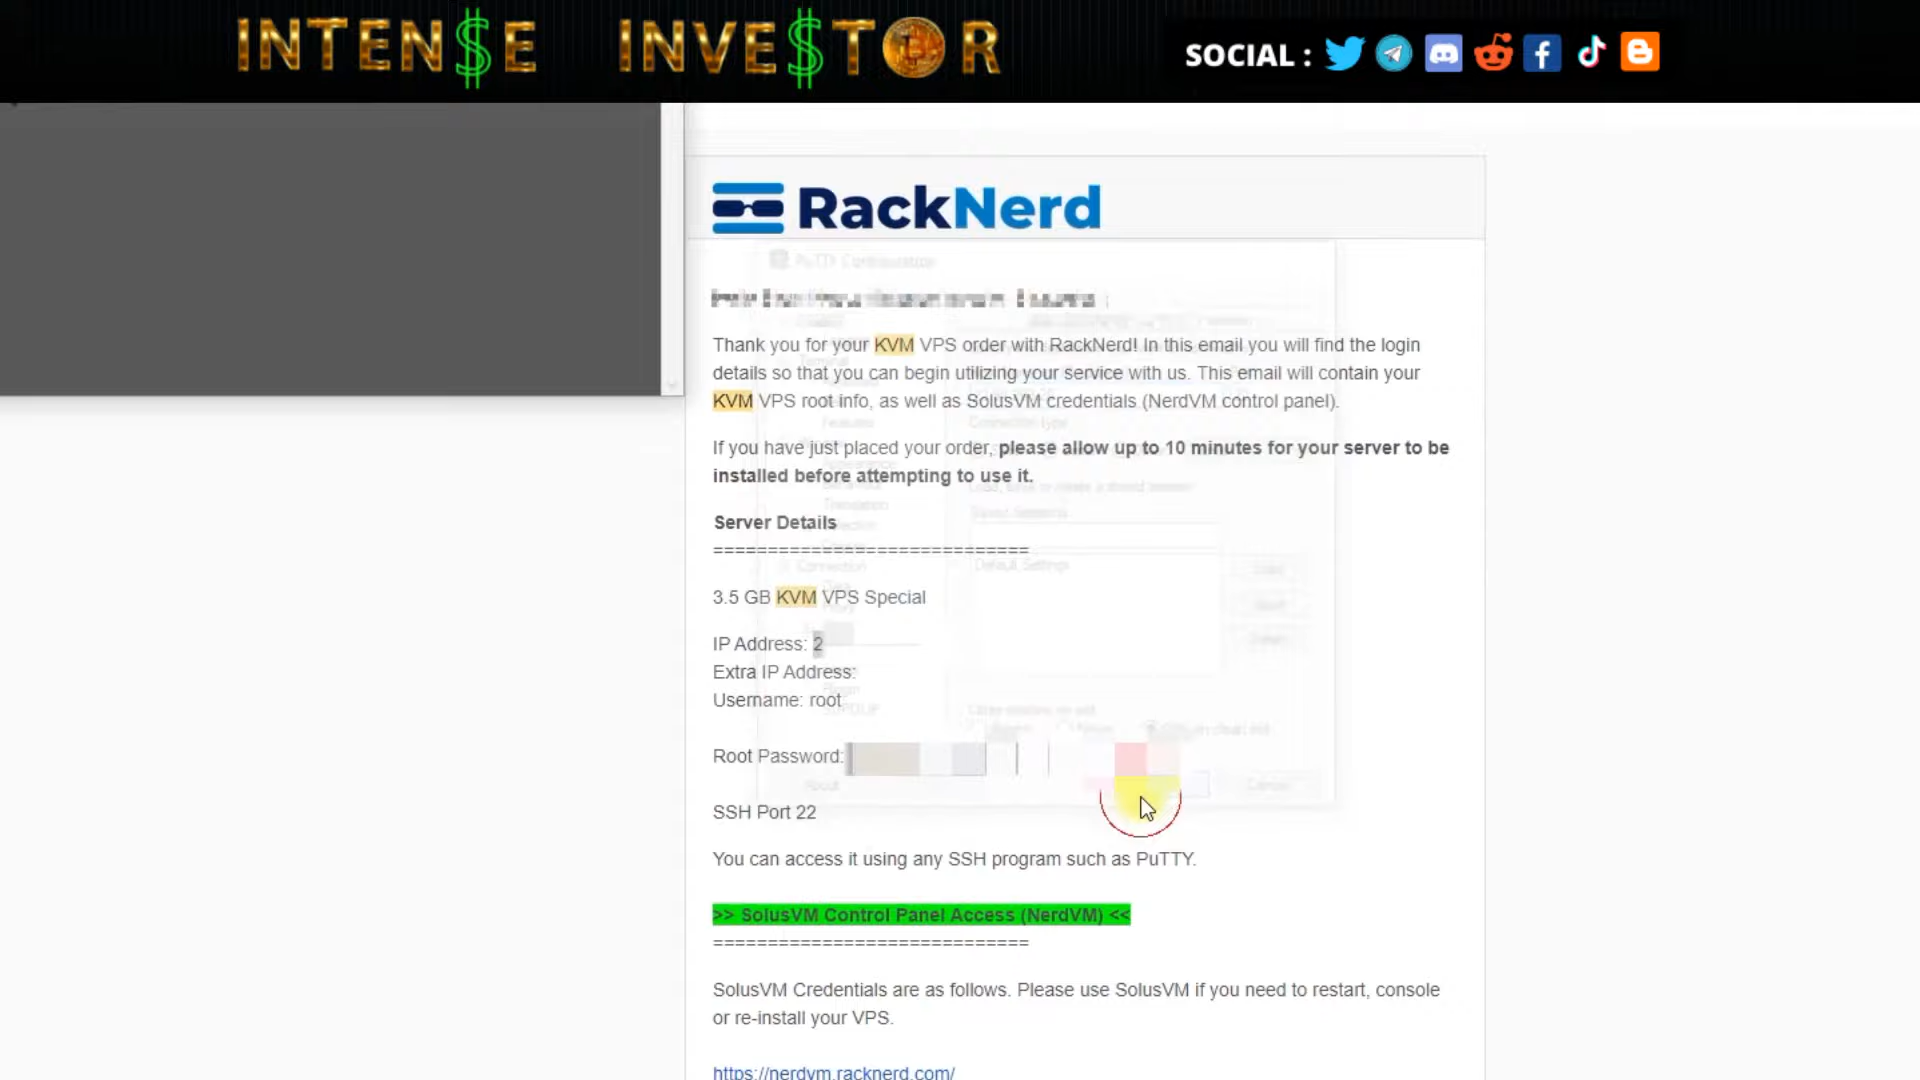 INTEN$E INVE$TOR
SOCIAL :
RackNerd
PuTTY Configuration
Thank you for your KVM VPS order with RackNerd! In this email you will find the login
details so that you can begin utilizing your service with us. This email will contain your
KVM VPS root info, as well as SolusVM credentials (NerdVM control panel).
If you have just placed your order, please allow up to 10 minutes for your server to be
installed before attempting to use it.
Server Details
=============================
3.5 GB KVM VPS Special
IP Address: 2
Extra IP Address:
Username: root
Root Password:
SSH Port 22
You can access it using any SSH program such as PuTTY.
>> SolusVM Control Panel Access (NerdVM) <<
=============================
SolusVM Credentials are as follows. Please use SolusVM if you need to restart, console
or re-install your VPS.
https://nerdvm.racknerd.com/